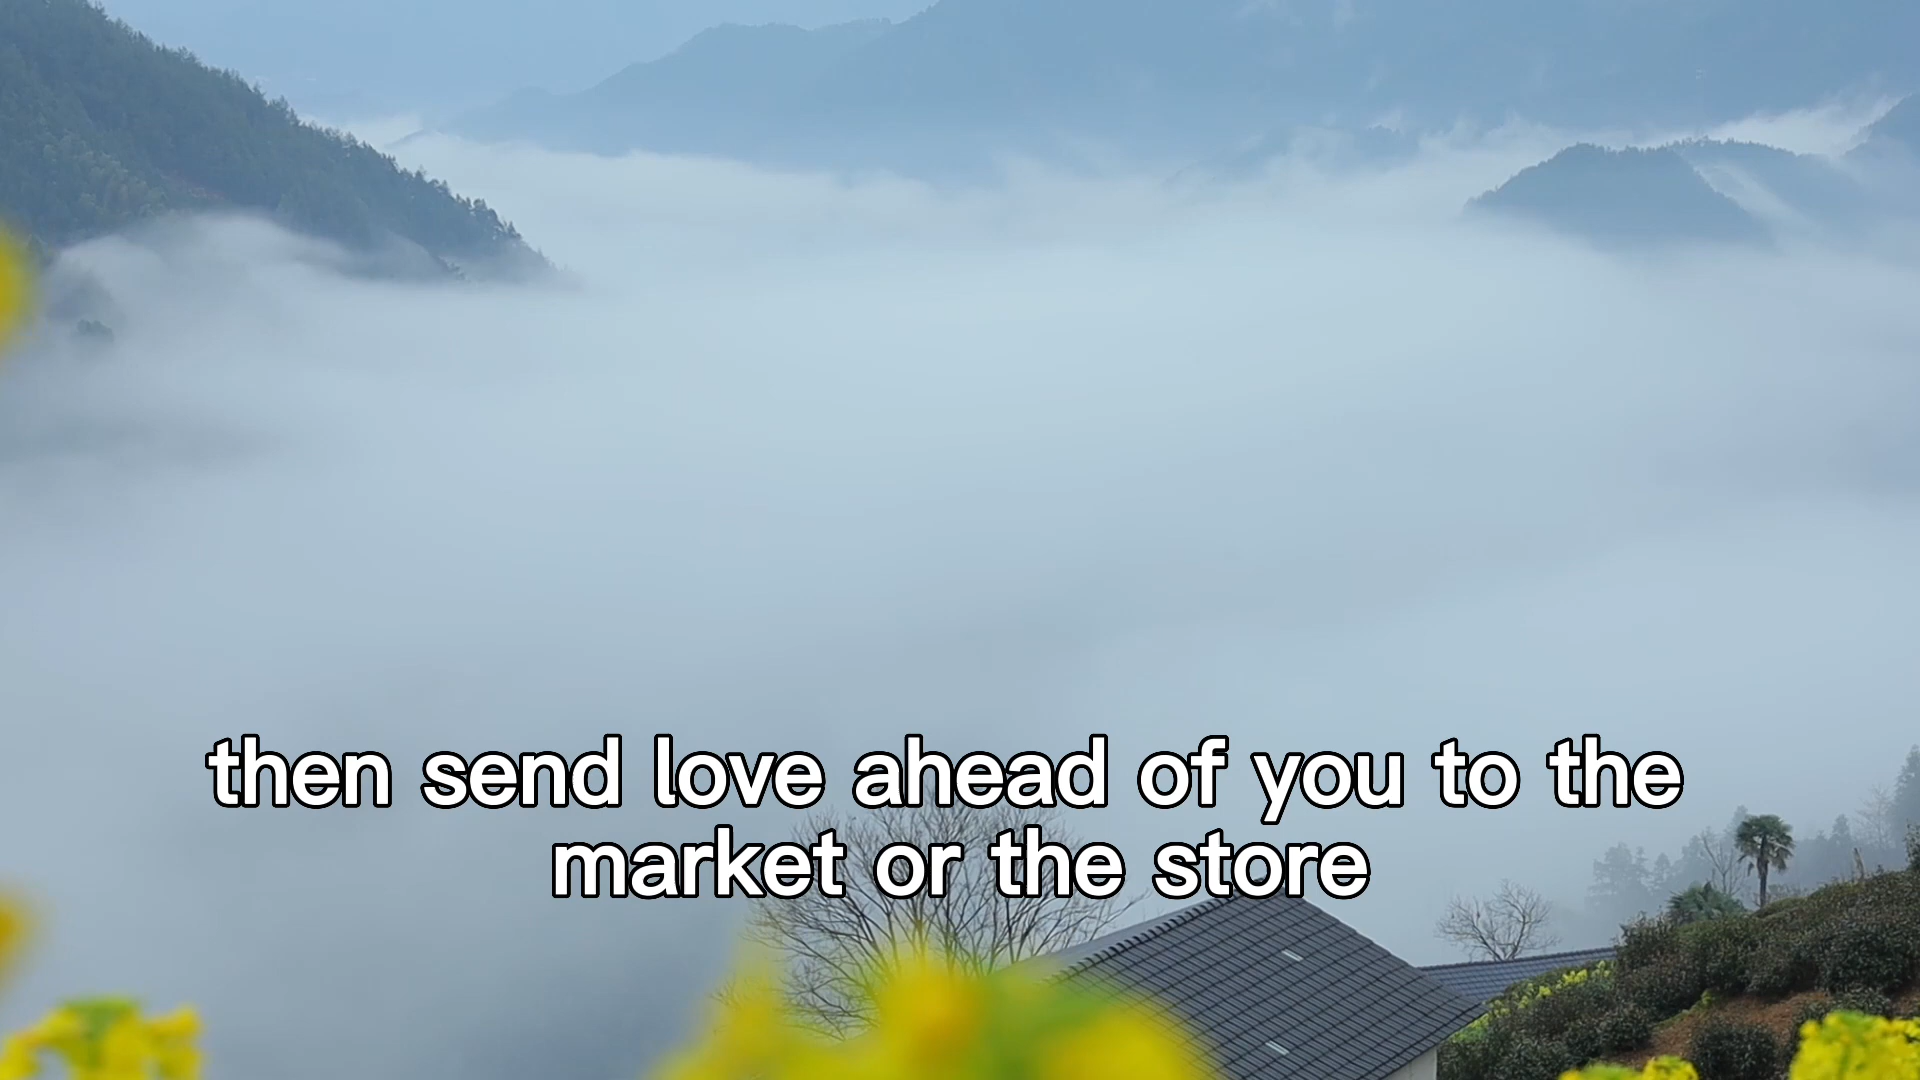 then send love ahead of you to the
market or the store